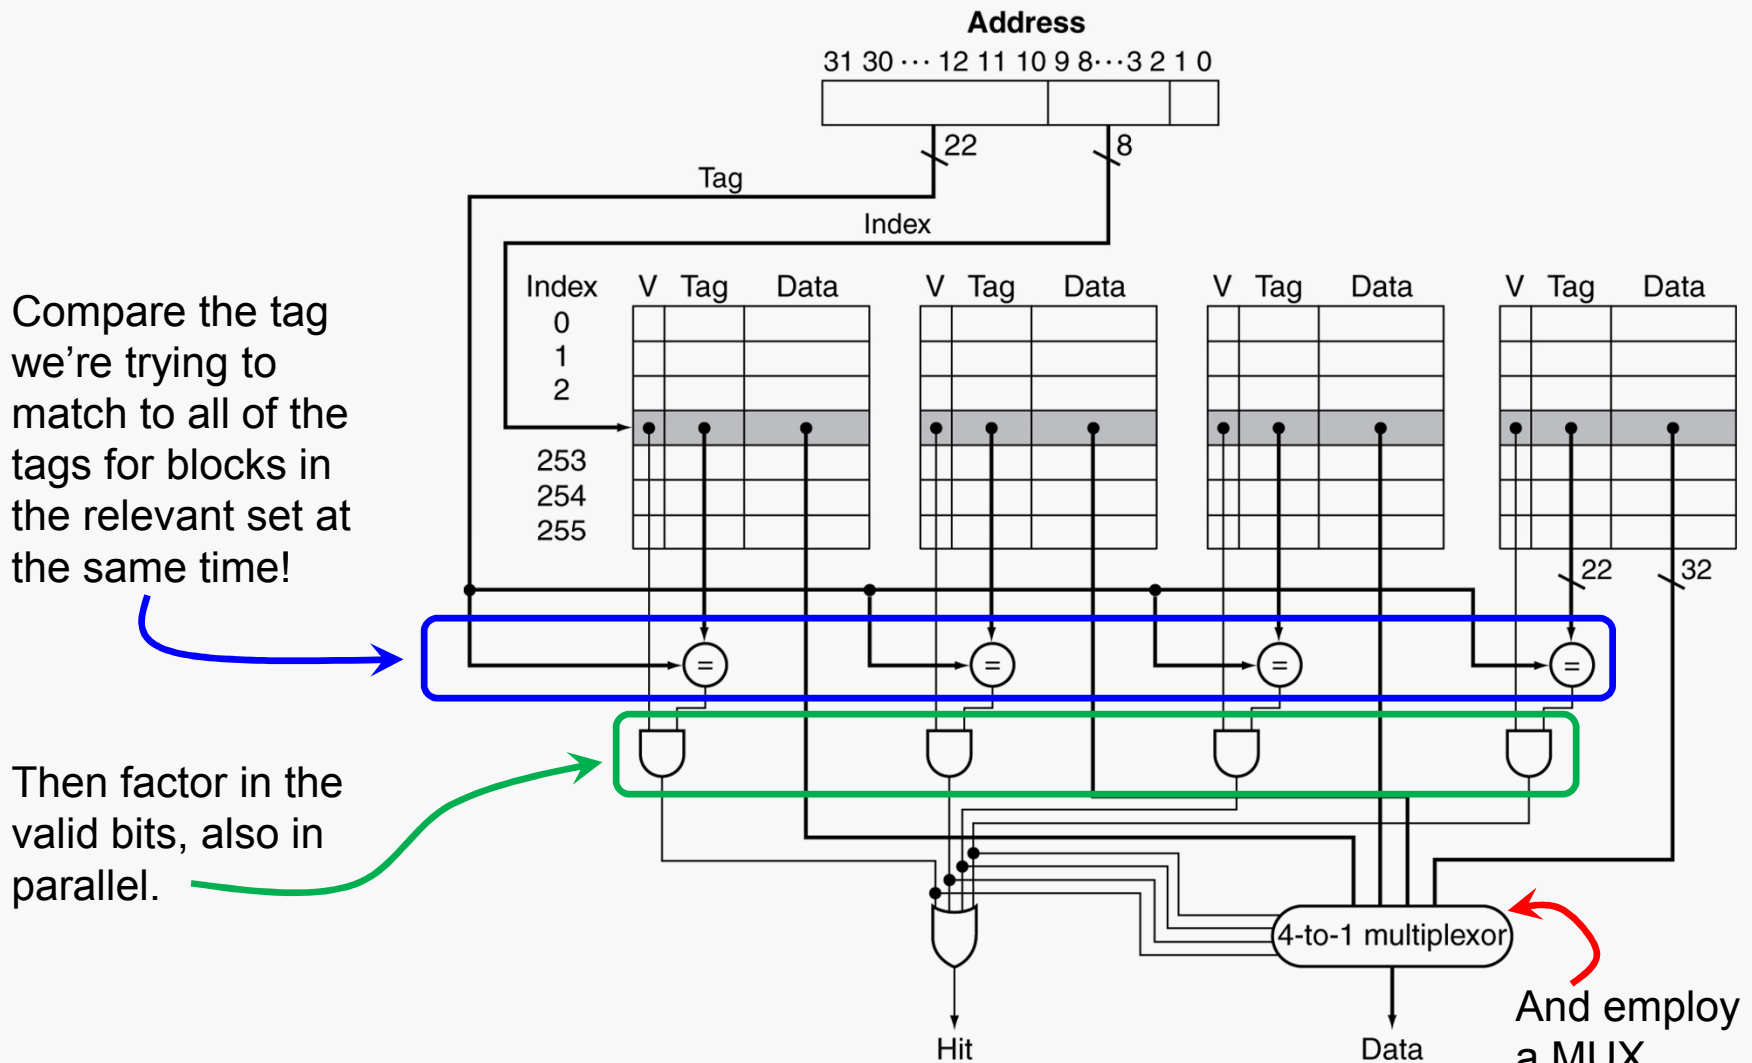 Address
31 30 ··· 12 11 10 9 8···3 2 1 0
22
8
Tag
Index
Index V Tag Data V Tag Data V Tag Data V Tag Data
0
1
2
253
254
255
22
32
Compare the tag
we’re trying to
match to all of the
tags for blocks in
the relevant set at
the same time!
= = = =
Then factor in the
valid bits, also in
parallel.
4-to-1 multiplexor
Hit
Data
And employ
a MUX